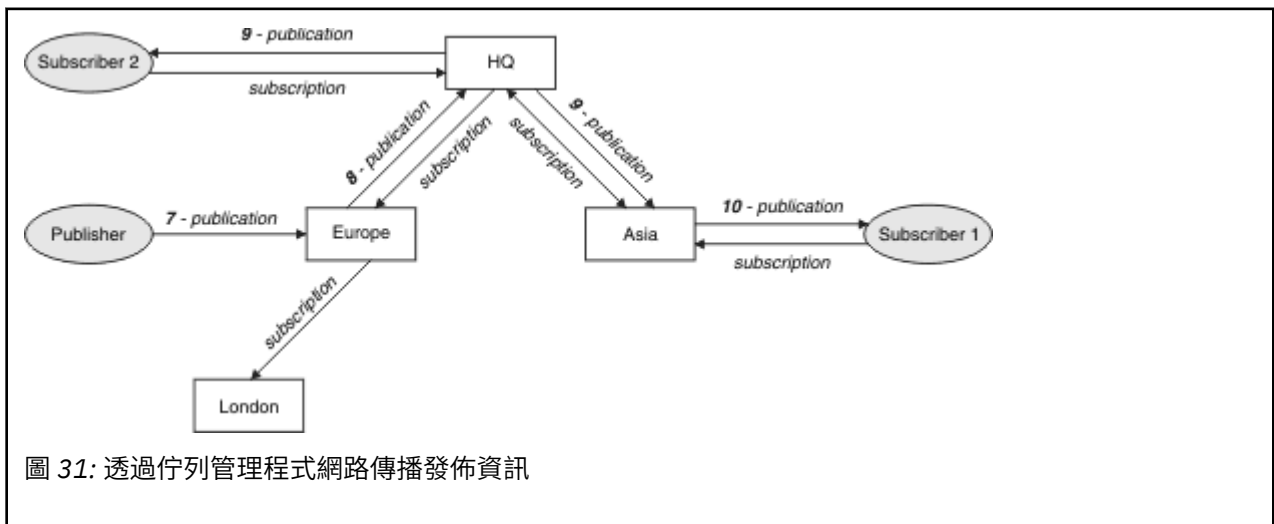 9 - publication
Subscriber 2
HQ
subscription
9 - publication
8 - publication
subscription
subscription
7 - publication
10 - publication
Publisher
Europe
Asia
Subscriber 1
subscription
subscription
London
圖 31: 透過佇列管理程式網路傳播發佈資訊